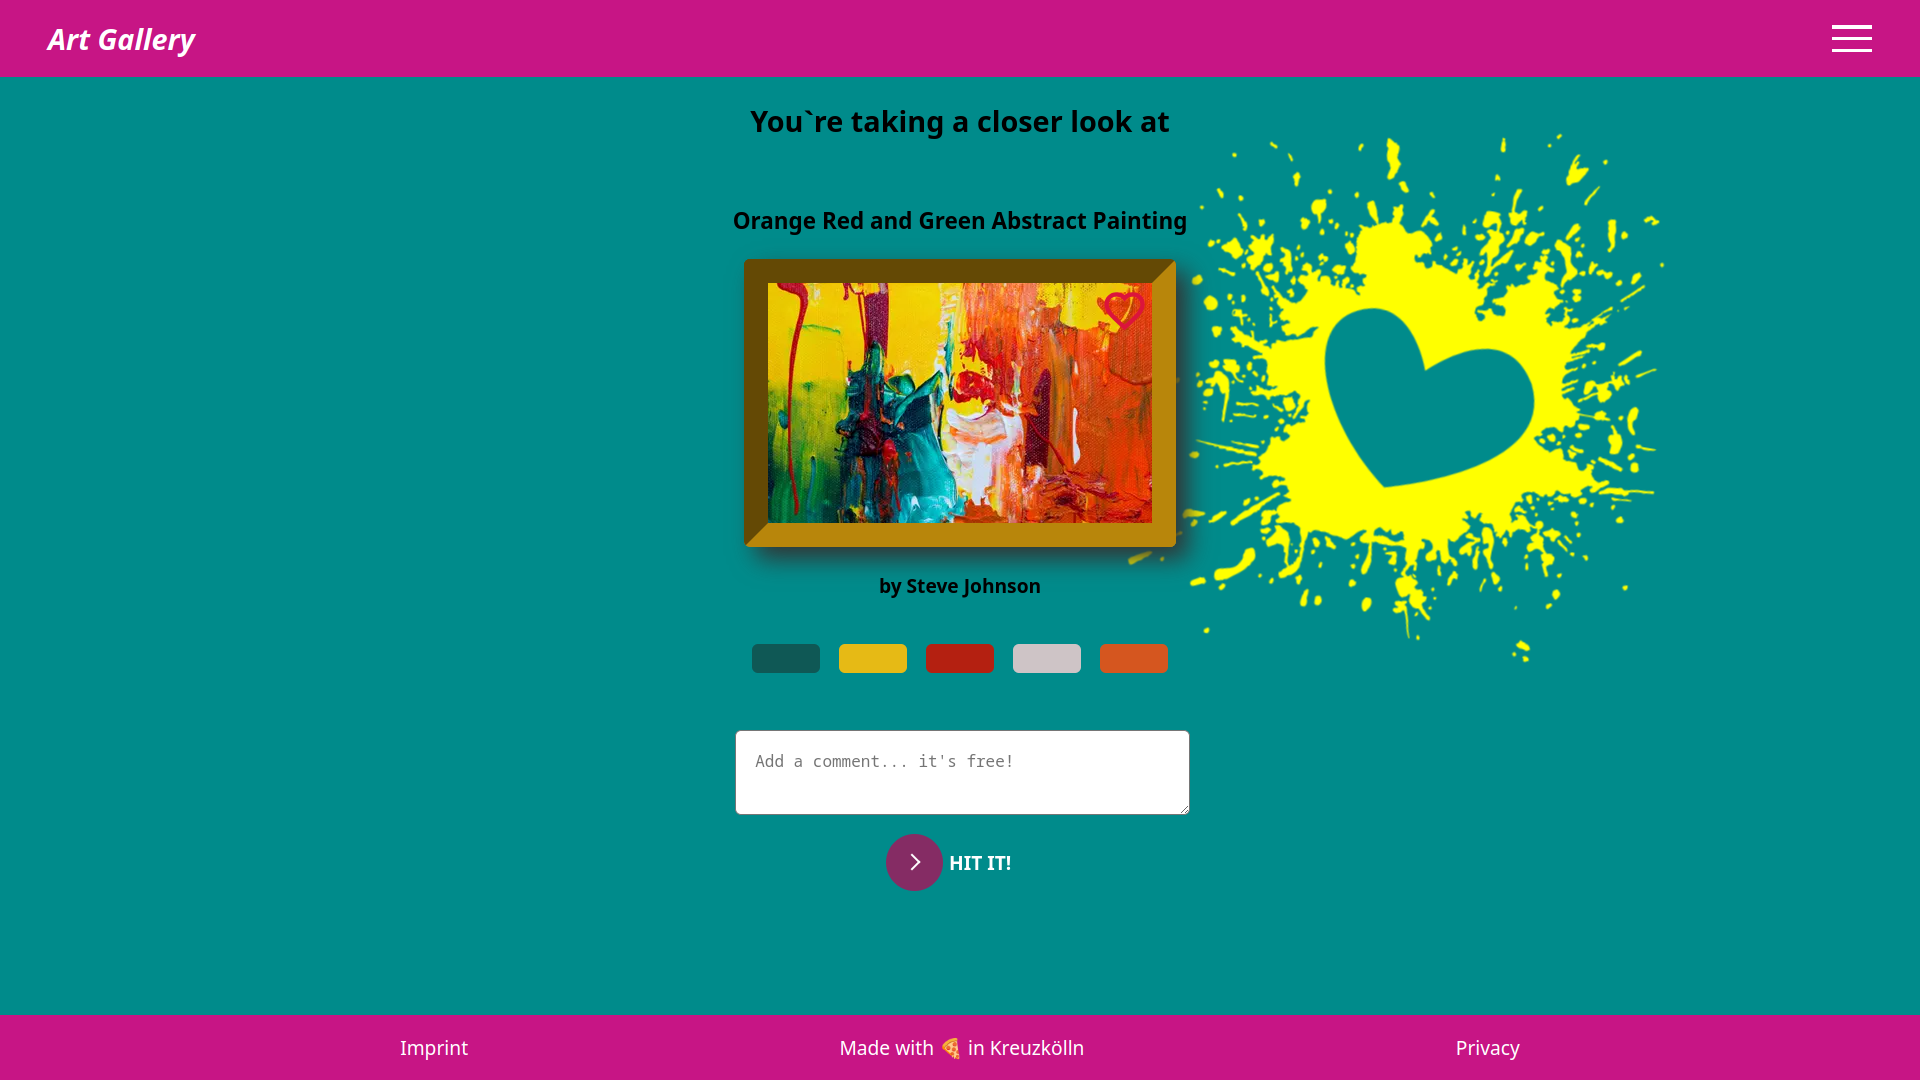 Art Gallery
You`re taking a closer look at
Orange Red and Green Abstract Painting
by Steve Johnson
Add a comment... it's free!
HIT IT!
Imprint
Made with 🍕 in Kreuzkölln
Privacy